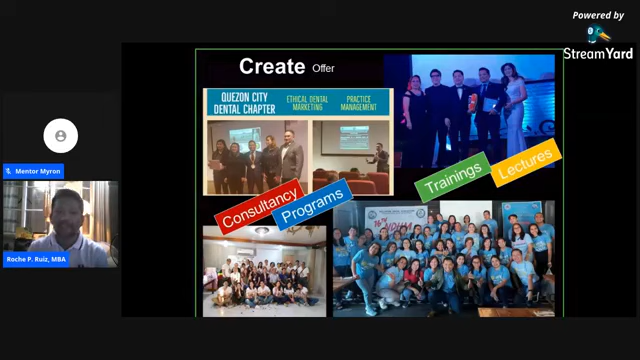 Powered by
StreamYard
Create Offer
QUEZON CITY
DENTAL CHAPTER
ETHICAL DENTAL
MARKETING
PRACTICE
MANAGEMENT
Consultancy
Programs
Trainings
Lectures
Mentor Myron
Roche P. Ruiz, MBA